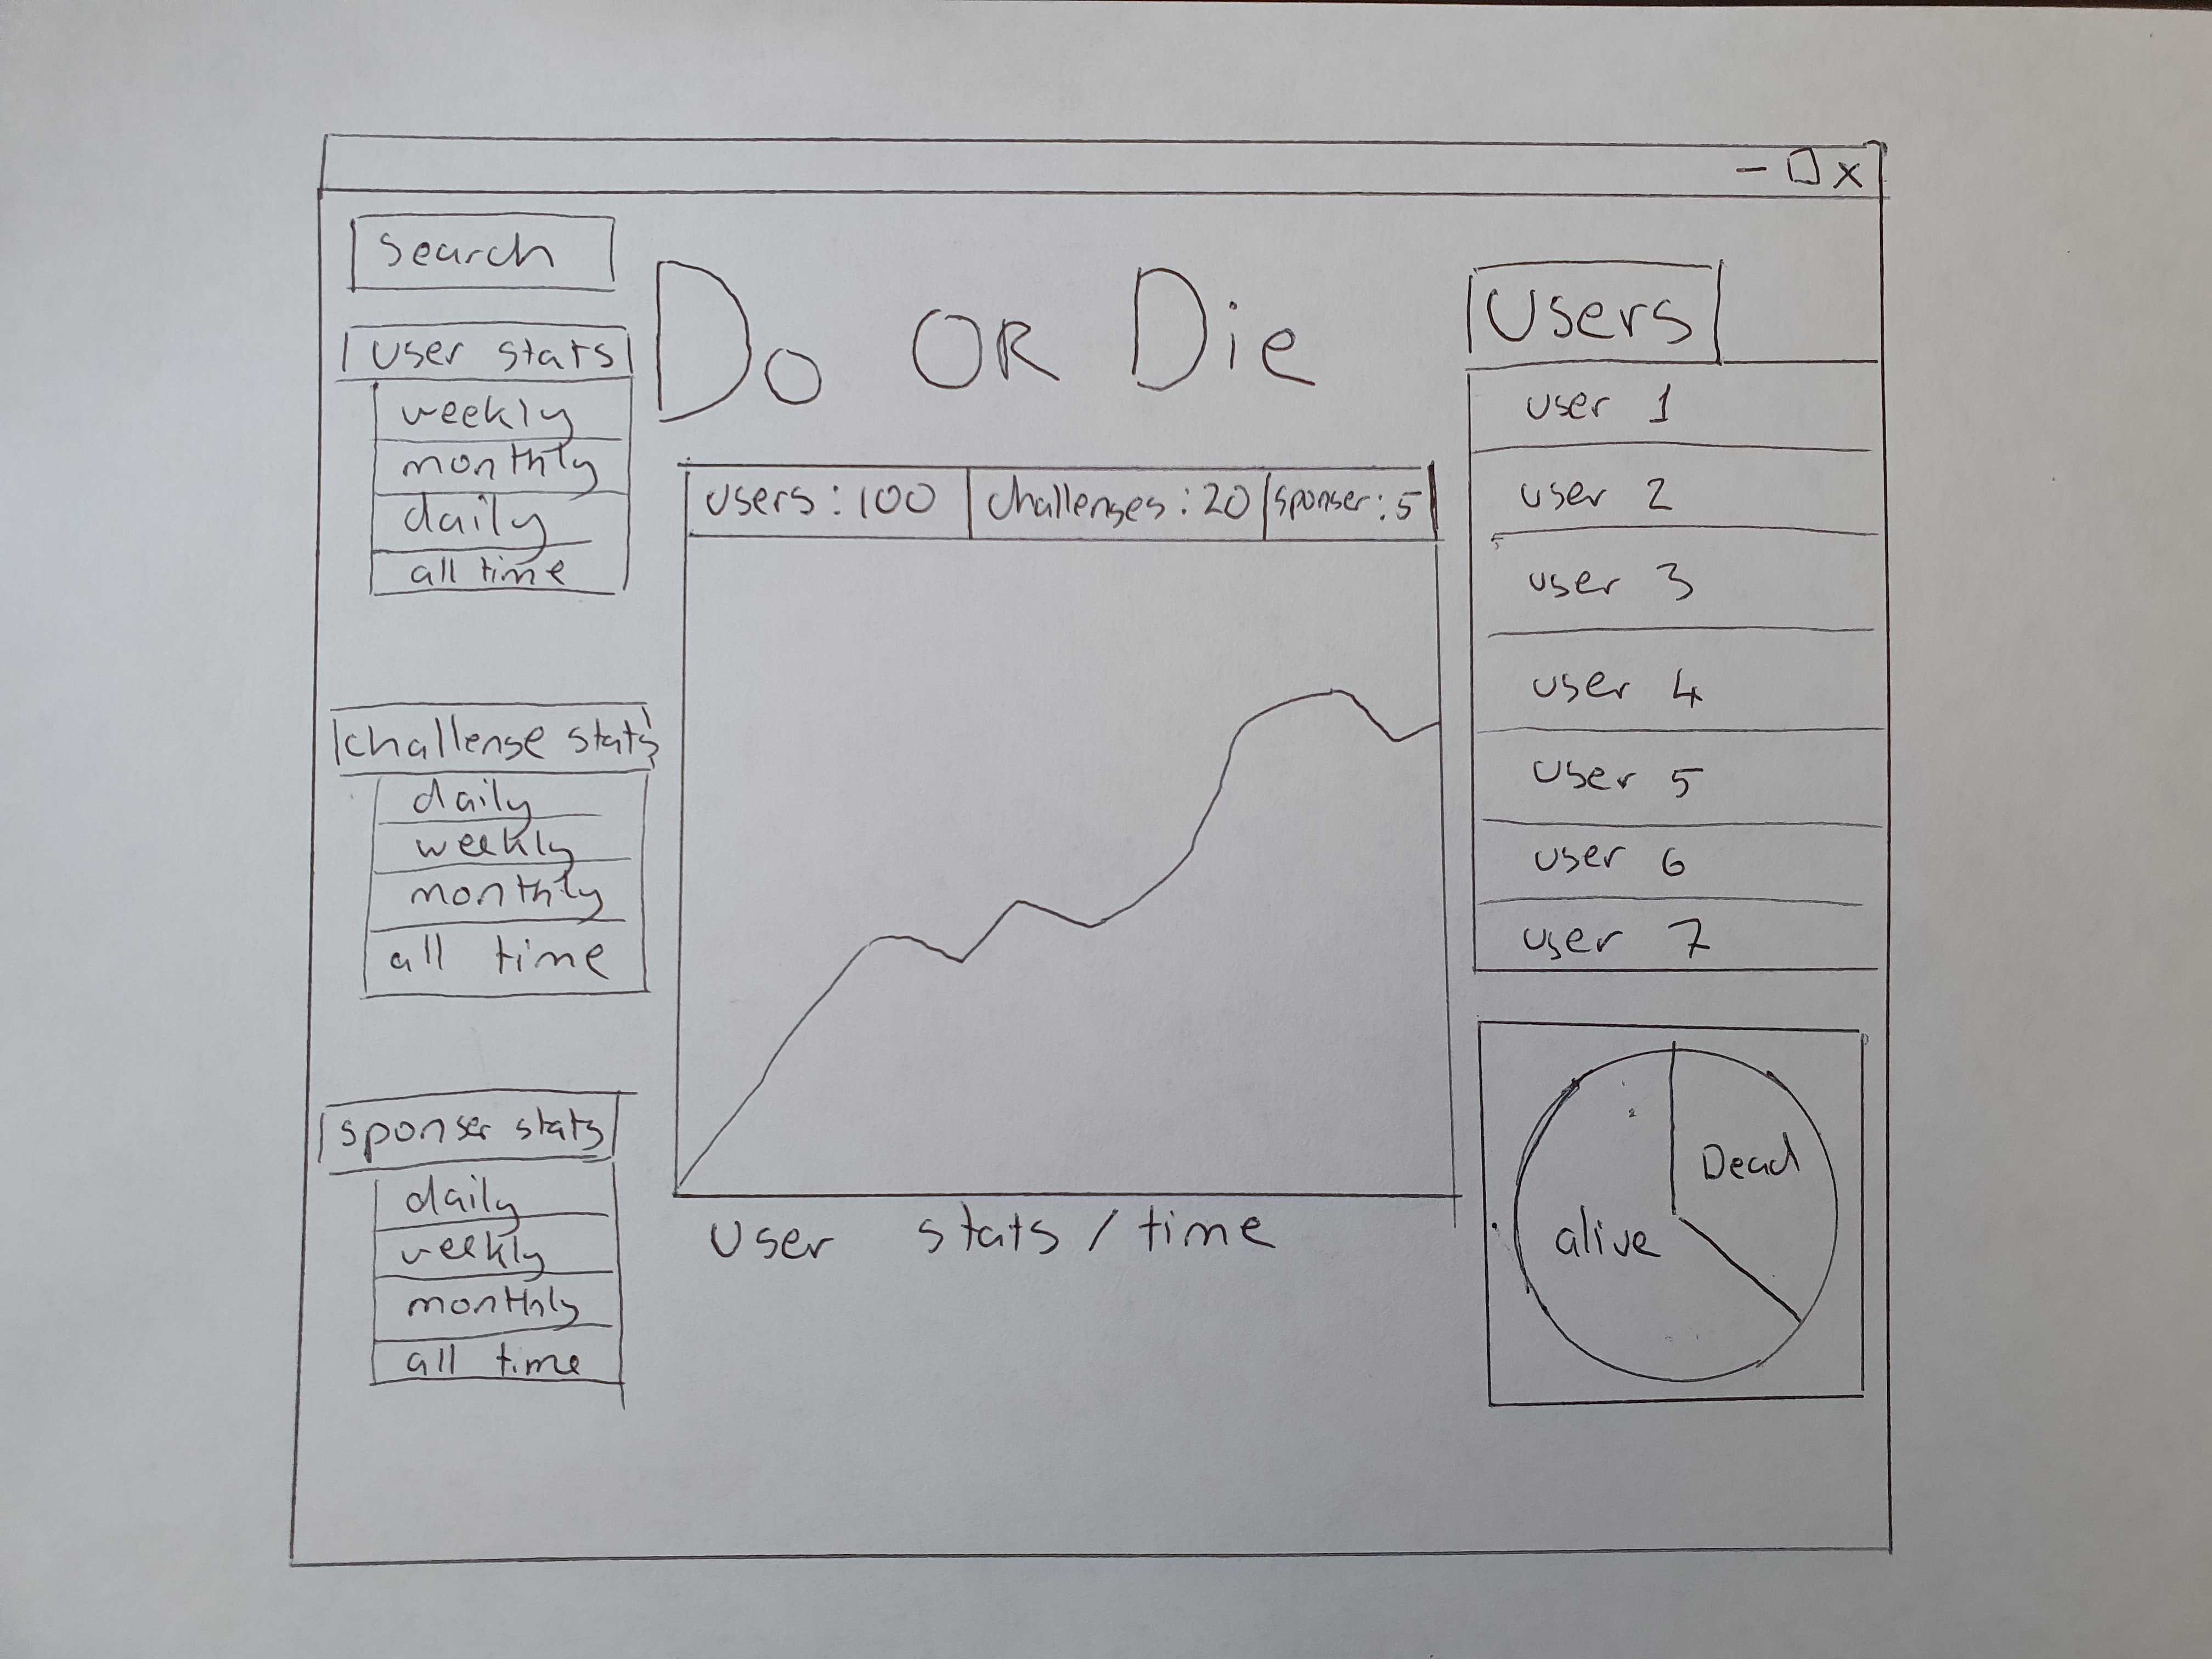 - □ x
Search
Do OR Die
user stats
weekly
monthly
daily
all time
challenge stats
daily
weekly
monthly
all time
sponser stats
daily
weekly
monthly
all time
users : 100
challenges : 20
sponser : 5
user stats / time
Users
user 1
user 2
user 3
user 4
user 5
user 6
user 7
Dead
alive